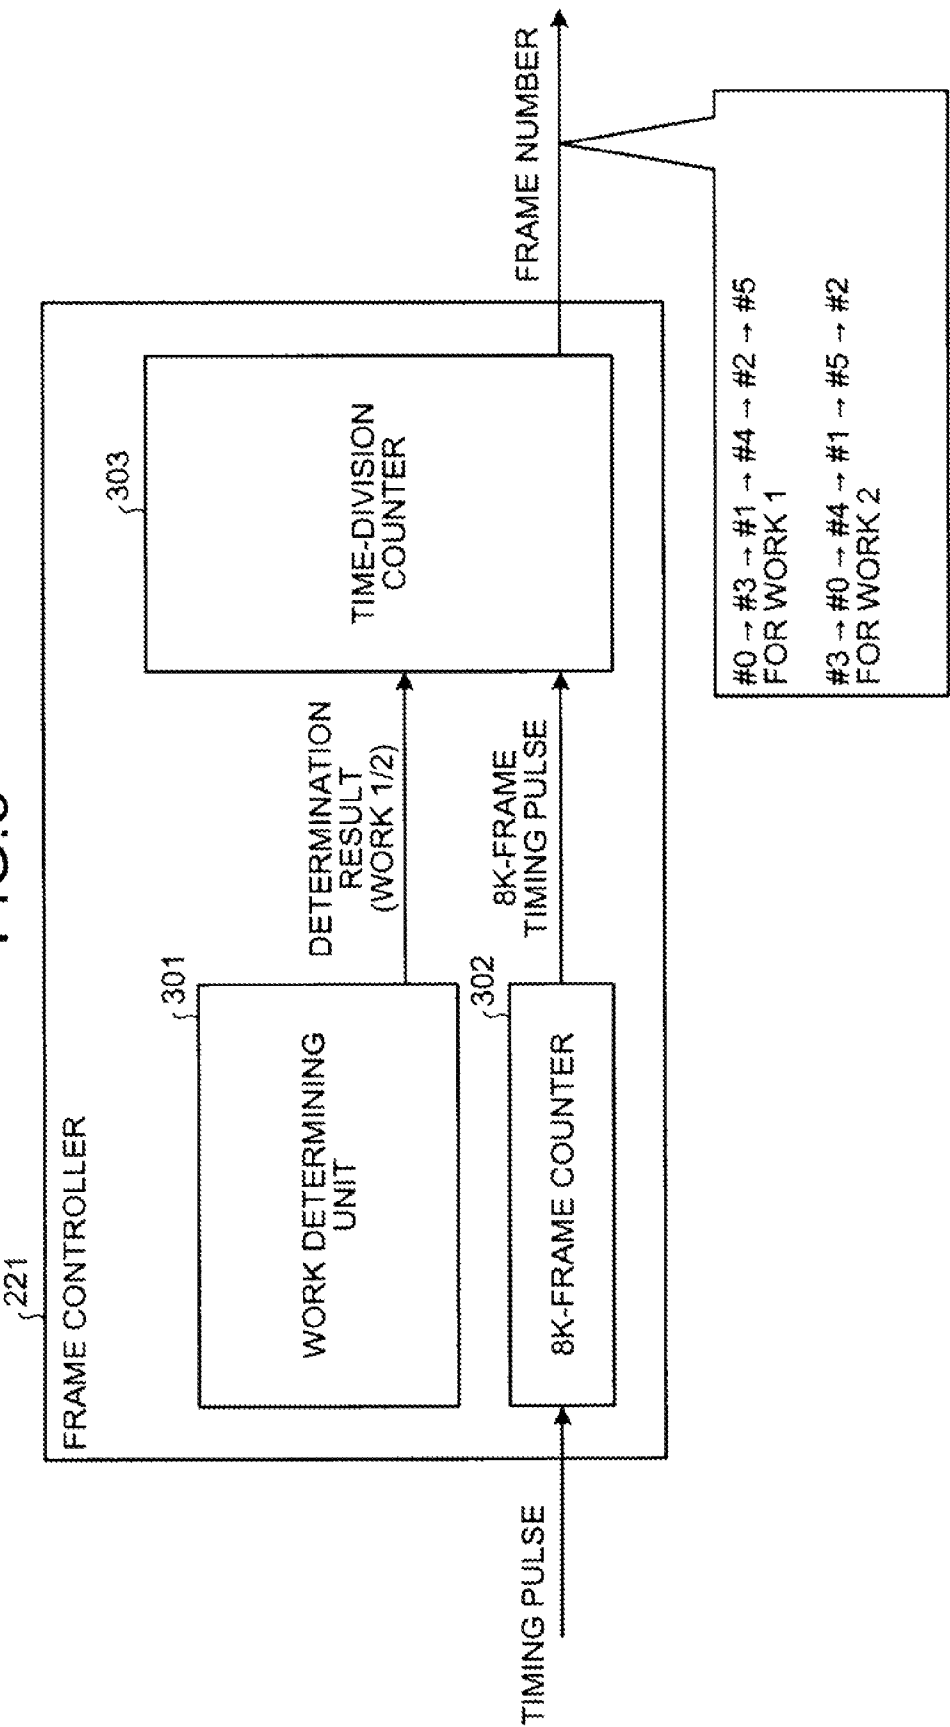 221
FRAME CONTROLLER
301
WORK DETERMINING
UNIT
DETERMINATION
RESULT
(WORK 1/2)
303
TIME-DIVISION
COUNTER
TIMING PULSE
302
8K-FRAME COUNTER
8K-FRAME
TIMING PULSE
FRAME NUMBER
#0 → #3 → #1 → #4 → #2 → #5
FOR WORK 1
#3 → #0 → #4 → #1 → #5 → #2
FOR WORK 2